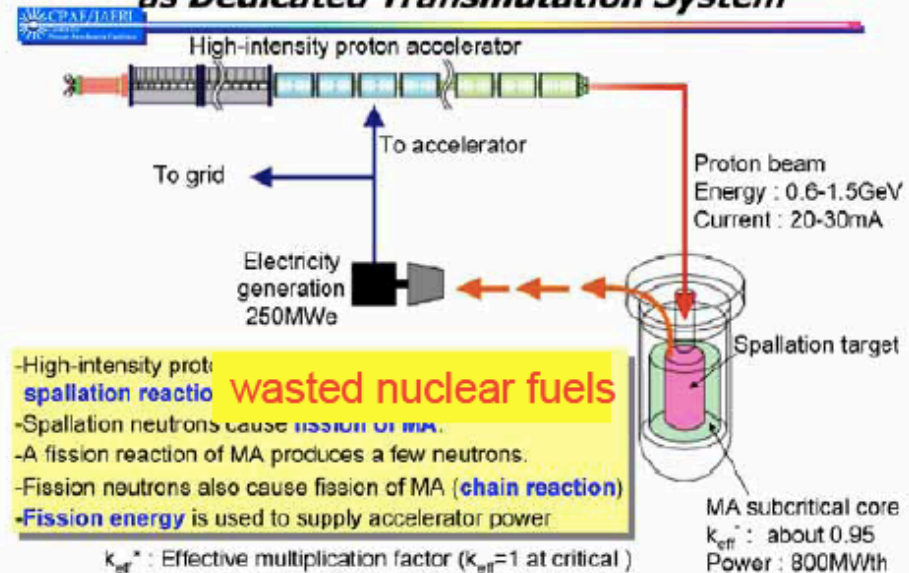 as Dedicated Transmutation System
CPAF/JAERI
High-intensity proton accelerator
To accelerator
To grid
Proton beam
Energy : 0.6-1.5GeV
Current : 20-30mA
Electricity
generation
250MWe
Spallation target
-High-intensity prot
spallation reactio
wasted nuclear fuels
-Spallation neutrons cause fission of MA.
-A fission reaction of MA produces a few neutrons.
-Fission neutrons also cause fission of MA (chain reaction)
-Fission energy is used to supply accelerator power
MA subcritical core
keff* : about 0.95
Power : 800MWth
keff* : Effective multiplication factor (keff=1 at critical )